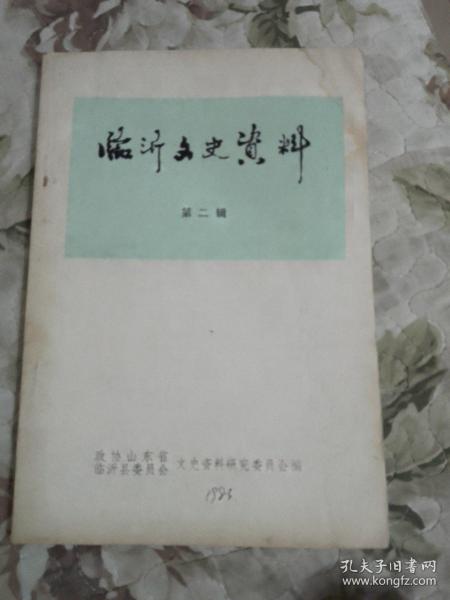 临沂文史资料
第二辑
政协山东省
临沂县委员会 文史资料研究委员会编
孔夫子旧书网
www.kongfz.com